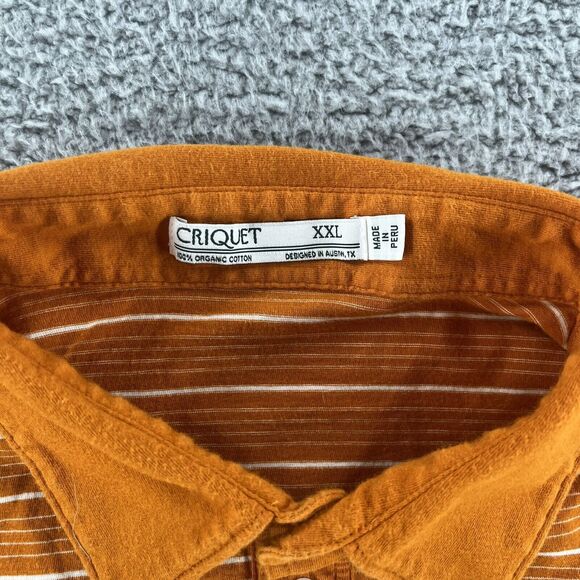 CRIQUET XXL
100% ORGANIC COTTON DESIGNED IN AUSTIN, TX
MADE
IN
PERU